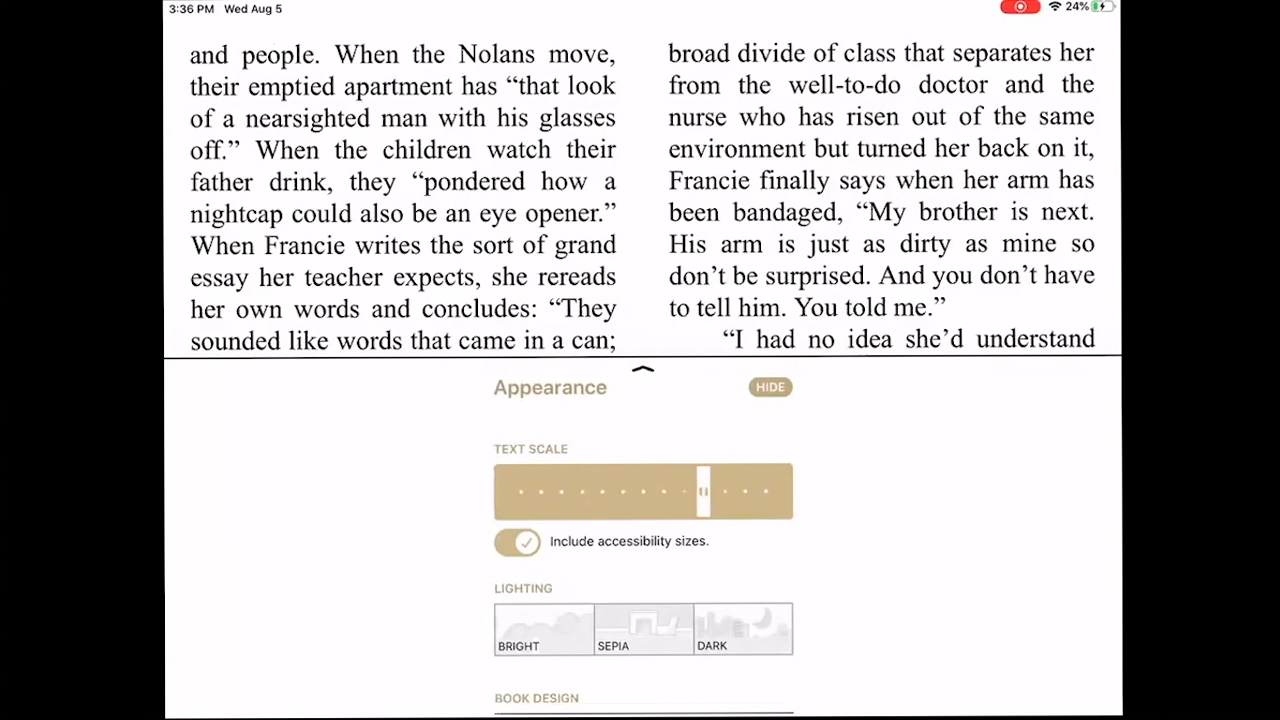 3:36 PM Wed Aug 5
24%
and people. When the Nolans move,
their emptied apartment has “that look
of a nearsighted man with his glasses
off.” When the children watch their
father drink, they “pondered how a
nightcap could also be an eye opener.”
When Francie writes the sort of grand
essay her teacher expects, she rereads
her own words and concludes: “They
sounded like words that came in a can;
broad divide of class that separates her
from the well-to-do doctor and the
nurse who has risen out of the same
environment but turned her back on it,
Francie finally says when her arm has
been bandaged, “My brother is next.
His arm is just as dirty as mine so
don’t be surprised. And you don’t have
to tell him. You told me.”
“I had no idea she’d understand
Appearance
HIDE
TEXT SCALE
Include accessibility sizes.
LIGHTING
BRIGHT
SEPIA
DARK
BOOK DESIGN